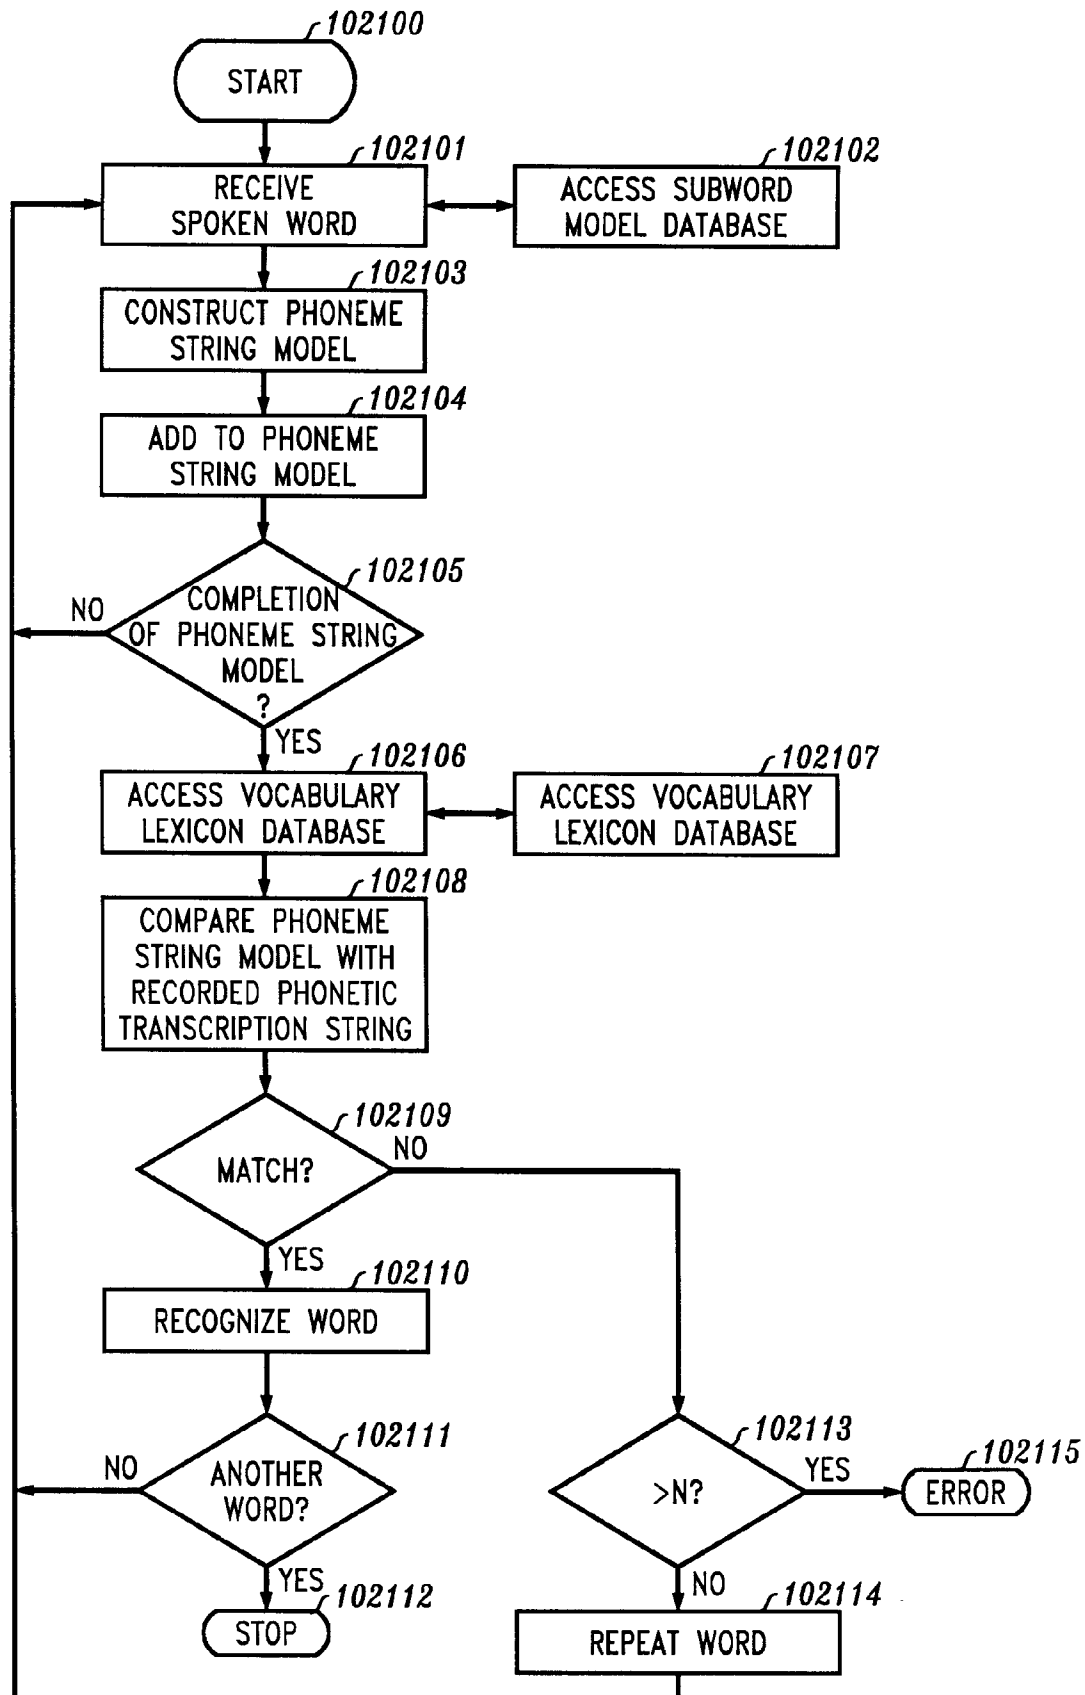 102100
START
102101
RECEIVE
SPOKEN WORD
102102
ACCESS SUBWORD
MODEL DATABASE
102103
CONSTRUCT PHONEME
STRING MODEL
102104
ADD TO PHONEME
STRING MODEL
102105
COMPLETION
OF PHONEME STRING
MODEL
?
NO
YES
102106
ACCESS VOCABULARY
LEXICON DATABASE
102107
ACCESS VOCABULARY
LEXICON DATABASE
102108
COMPARE PHONEME
STRING MODEL WITH
RECORDED PHONETIC
TRANSCRIPTION STRING
102109
MATCH?
NO
YES
102110
RECOGNIZE WORD
102111
ANOTHER
WORD?
NO
YES
102112
STOP
102113
>N?
YES
102115
ERROR
NO
102114
REPEAT WORD